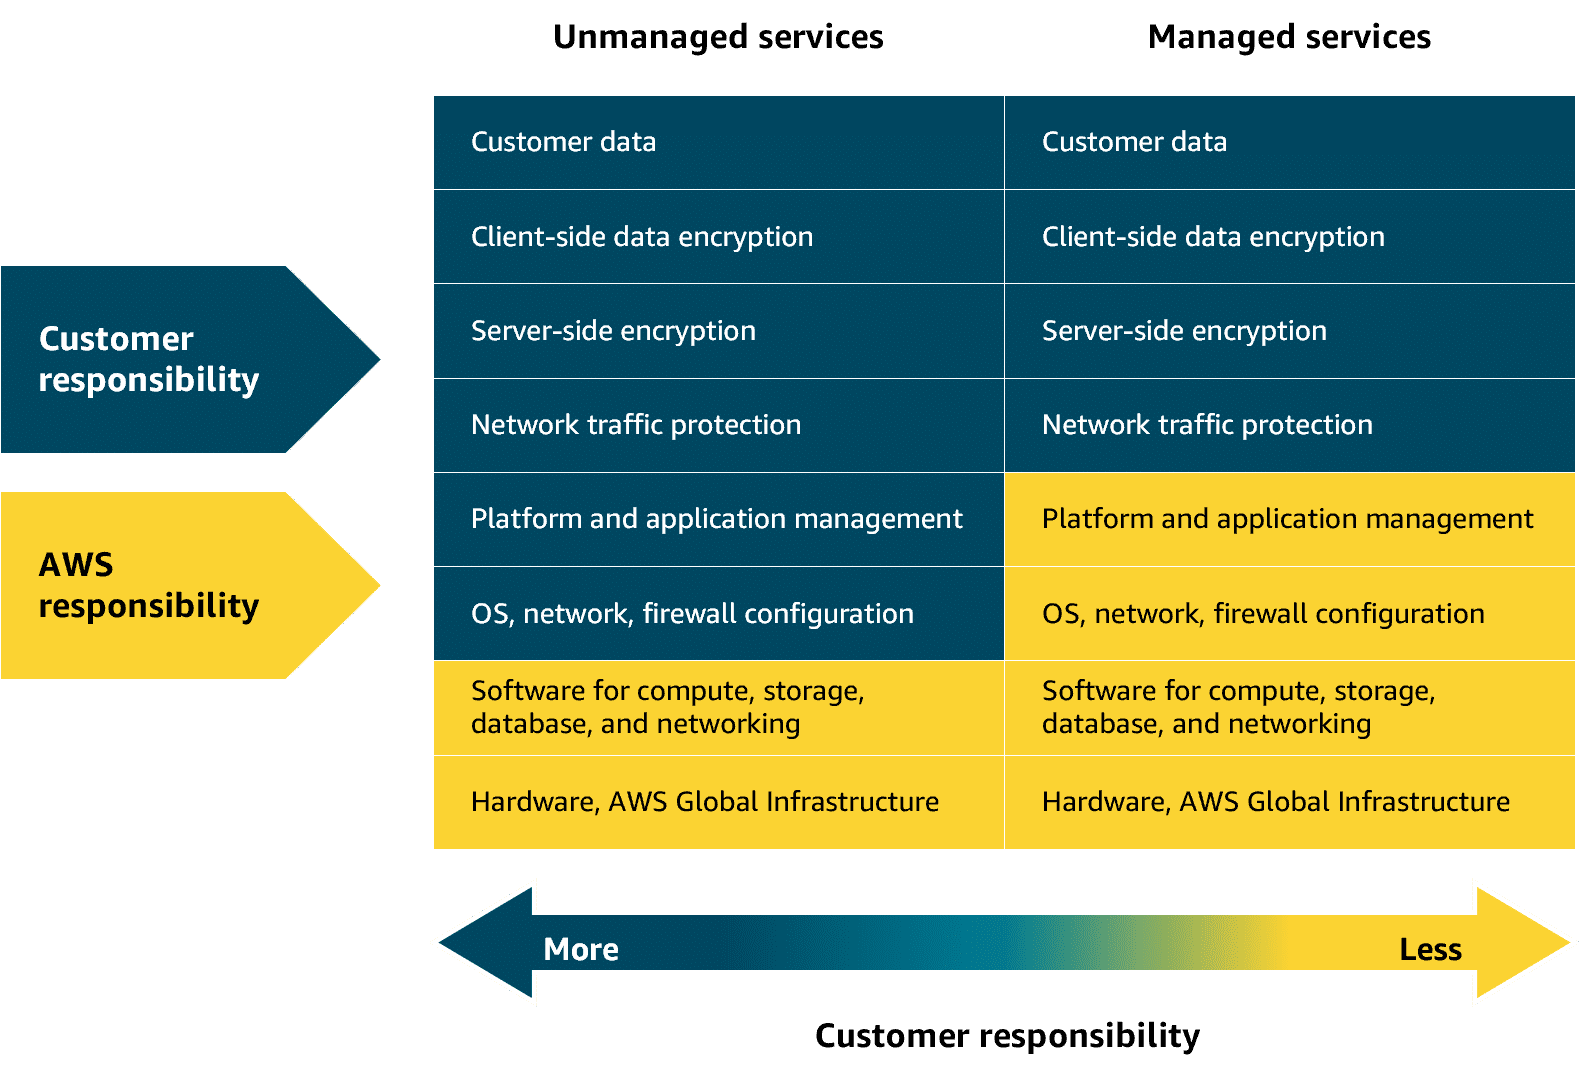 Unmanaged services
Managed services
Customer data
Customer data
Client-side data encryption
Client-side data encryption
Server-side encryption
Server-side encryption
Customer
responsibility
Network traffic protection
Network traffic protection
Platform and application management
Platform and application management
AWS
responsibility
OS, network, firewall configuration
OS, network, firewall configuration
Software for compute, storage,
database, and networking
Software for compute, storage,
database, and networking
Hardware, AWS Global Infrastructure
Hardware, AWS Global Infrastructure
More
Less
Customer responsibility